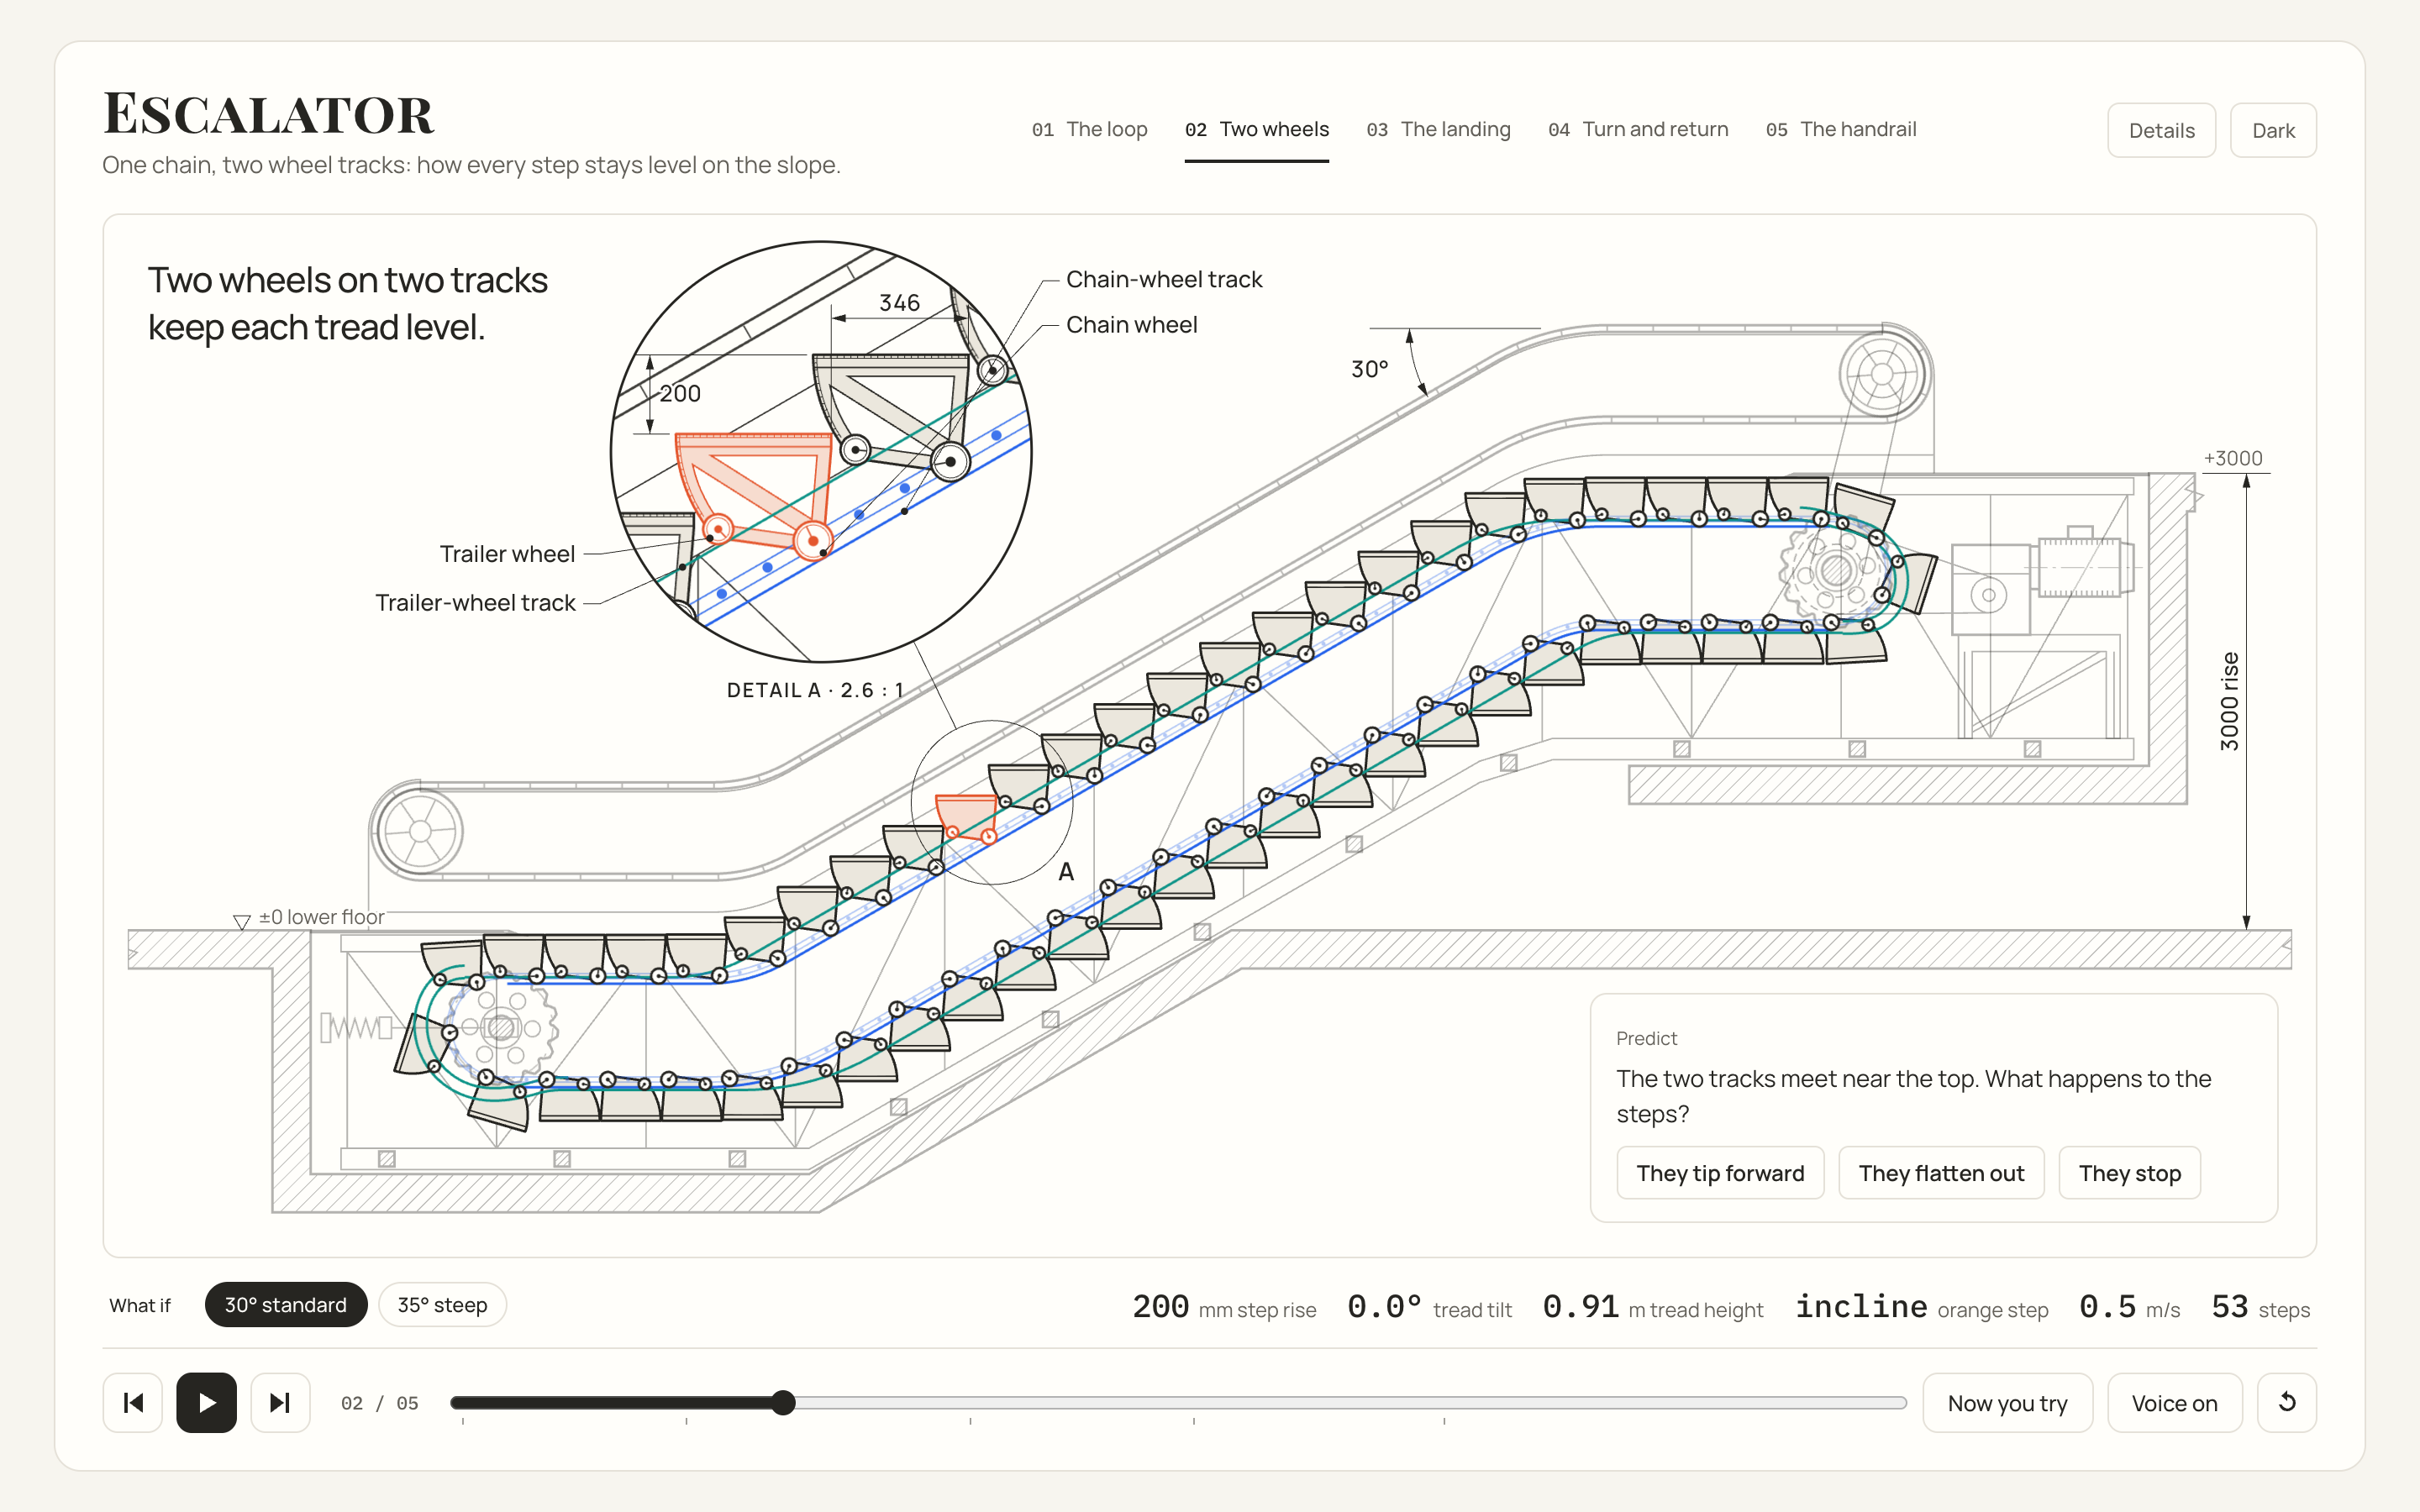 ESCALATOR
One chain, two wheel tracks: how every step stays level on the slope.
01 The loop
02 Two wheels
03 The landing
04 Turn and return
05 The handrail
Details
Dark
Two wheels on two tracks
keep each tread level.
346
200
Chain-wheel track
Chain wheel
Trailer wheel
Trailer-wheel track
DETAIL A · 2.6 : 1
30°
+3000
3000 rise
A
±0 lower floor
Predict
The two tracks meet near the top. What happens to the
steps?
They tip forward
They flatten out
They stop
What if
30° standard
35° steep
200 mm step rise
0.0° tread tilt
0.91 m tread height
incline orange step
0.5 m/s
53 steps
02 / 05
Now you try
Voice on